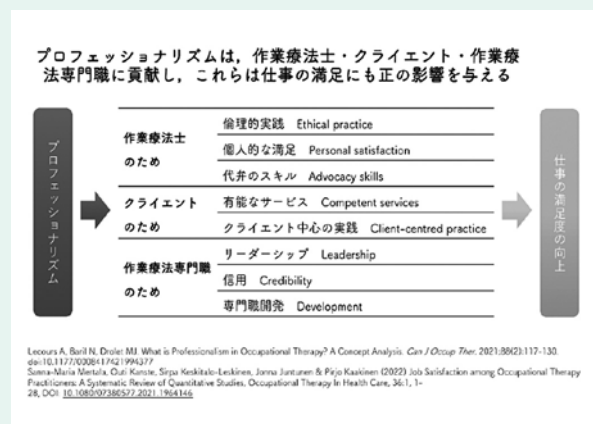 プロフェッショナリズムは，作業療法士・クライエント・作業療
法専門職に貢献し，これらは仕事の満足にも正の影響を与える
プロフェッショナリズム
作業療法士
のため
倫理的実践 Ethical practice
個人的な満足 Personal satisfaction
代弁のスキル Advocacy skills
クライエント
のため
有能なサービス Competent services
クライエント中心の実践 Client-centred practice
作業療法専門職
のため
リーダーシップ Leadership
信用 Credibility
専門職開発 Development
仕事の満足度の向上
Lecours A, Baril N, Drolet MJ. What is Professionalism in Occupational Therapy? A Concept Analysis. Can J Occup Ther. 2021;88(2):117-130.
doi:10.1177/0008417421994377
Sanna-Maria Mertala, Outi Kanste, Sirpa Keskitalo-Leskinen, Jonna Juntunen & Pirjo Kaakinen (2022) Job Satisfaction among Occupational Therapy
Practitioners: A Systematic Review of Quantitative Studies, Occupational Therapy In Health Care, 36:1, 1-
28, DOI: 10.1080/07380577.2021.1964146